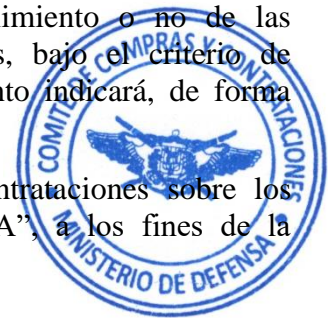 imiento o no de las
s, bajo el criterio de
nto indicará, de forma
ntrataciones sobre los
A”, a los fines de la
COMITÉ DE COMPRAS Y CONTRATACIONES
MINISTERIO DE DEFENSA